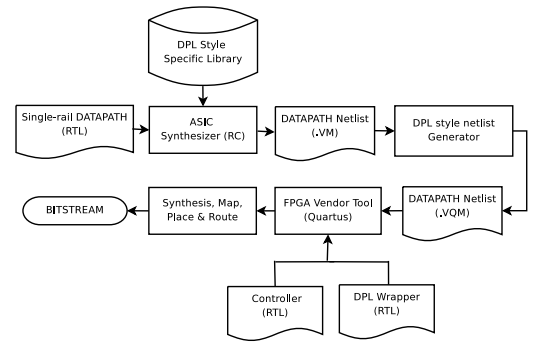 DPL Style
Specific Library
Single-rail DATAPATH
(RTL)
ASIC
Synthesizer (RC)
DATAPATH Netlist
(.VM)
DPL style netlist
Generator
BITSTREAM
Synthesis, Map,
Place & Route
FPGA Vendor Tool
(Quartus)
DATAPATH Netlist
(.VQM)
Controller
(RTL)
DPL Wrapper
(RTL)